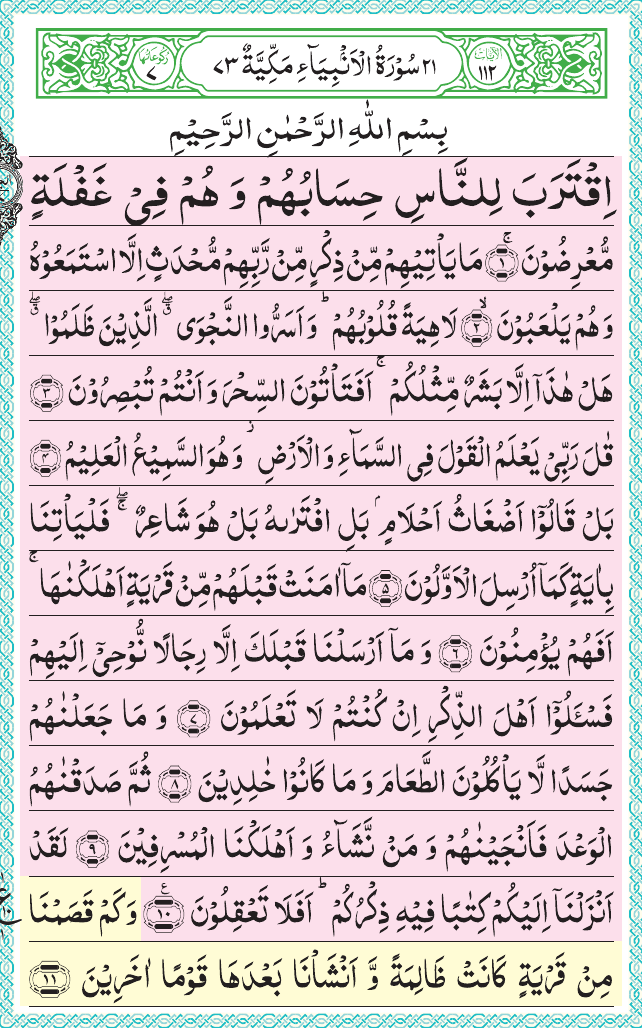 رکوعاتها ٧ ٢١ سُوْرَةُ الْاَنْۢبِيَآءِ مَكِّيَّةٌ ٧٣ اٰیاتها ١١٢
بِسْمِ اللّٰهِ الرَّحْمٰنِ الرَّحِيْمِ
اِقْتَرَبَ لِلنَّاسِ حِسَابُهُمْ وَ هُمْ فِيْ غَفْلَةٍ
مُّعْرِضُوْنَ ۚ‏﴿١﴾ مَا يَاْتِيْهِمْ مِّنْ ذِكْرٍ مِّنْ رَّبِّهِمْ مُّحْدَثٍ اِلَّا اسْتَمَعُوْهُ
وَ هُمْ يَلْعَبُوْنَ ۙ‏﴿٢﴾ لَاهِيَةً قُلُوْبُهُمْ ؕ وَ اَسَرُّوا النَّجْوَى ۖۗ الَّذِيْنَ ظَلَمُوْا ۖۗ
هَلْ هٰذَاۤ اِلَّا بَشَرٌ مِّثْلُكُمْ ۚ اَفَتَاْتُوْنَ السِّحْرَ وَ اَنْتُمْ تُبْصِرُوْنَ ﴿٣﴾
قٰلَ رَبِّيْ يَعْلَمُ الْقَوْلَ فِي السَّمَآءِ وَ الْاَرْضِ ؗ وَ هُوَ السَّمِيْعُ الْعَلِيْمُ ﴿٤﴾
بَلْ قَالُوْۤا اَضْغَاثُ اَحْلَامٍۭ بَلِ افْتَرٰىهُ بَلْ هُوَ شَاعِرٌ ۖۚ فَلْيَاْتِنَا
بِاٰيَةٍ كَمَاۤ اُرْسِلَ الْاَوَّلُوْنَ ﴿٥﴾ مَاۤ اٰمَنَتْ قَبْلَهُمْ مِّنْ قَرْيَةٍ اَهْلَكْنٰهَا ۚ
اَفَهُمْ يُؤْمِنُوْنَ ﴿٦﴾ وَ مَاۤ اَرْسَلْنَا قَبْلَكَ اِلَّا رِجَالًا نُّوْحِيْۤ اِلَيْهِمْ
فَسْـَٔلُوْۤا اَهْلَ الذِّكْرِ اِنْ كُنْتُمْ لَا تَعْلَمُوْنَ ﴿٧﴾ وَ مَا جَعَلْنٰهُمْ
جَسَدًا لَّا يَاْكُلُوْنَ الطَّعَامَ وَ مَا كَانُوْا خٰلِدِيْنَ ﴿٨﴾ ثُمَّ صَدَقْنٰهُمُ
الْوَعْدَ فَاَنْجَيْنٰهُمْ وَ مَنْ نَّشَآءُ وَ اَهْلَكْنَا الْمُسْرِفِيْنَ ﴿٩﴾ لَقَدْ
اَنْزَلْنَاۤ اِلَيْكُمْ كِتٰبًا فِيْهِ ذِكْرُكُمْ ؕ اَفَلَا تَعْقِلُوْنَ ﴿١٠﴾ وَ كَمْ قَصَمْنَا
مِنْ قَرْيَةٍ كَانَتْ ظَالِمَةً وَّ اَنْشَاْنَا بَعْدَهَا قَوْمًا اٰخَرِيْنَ ﴿١١﴾